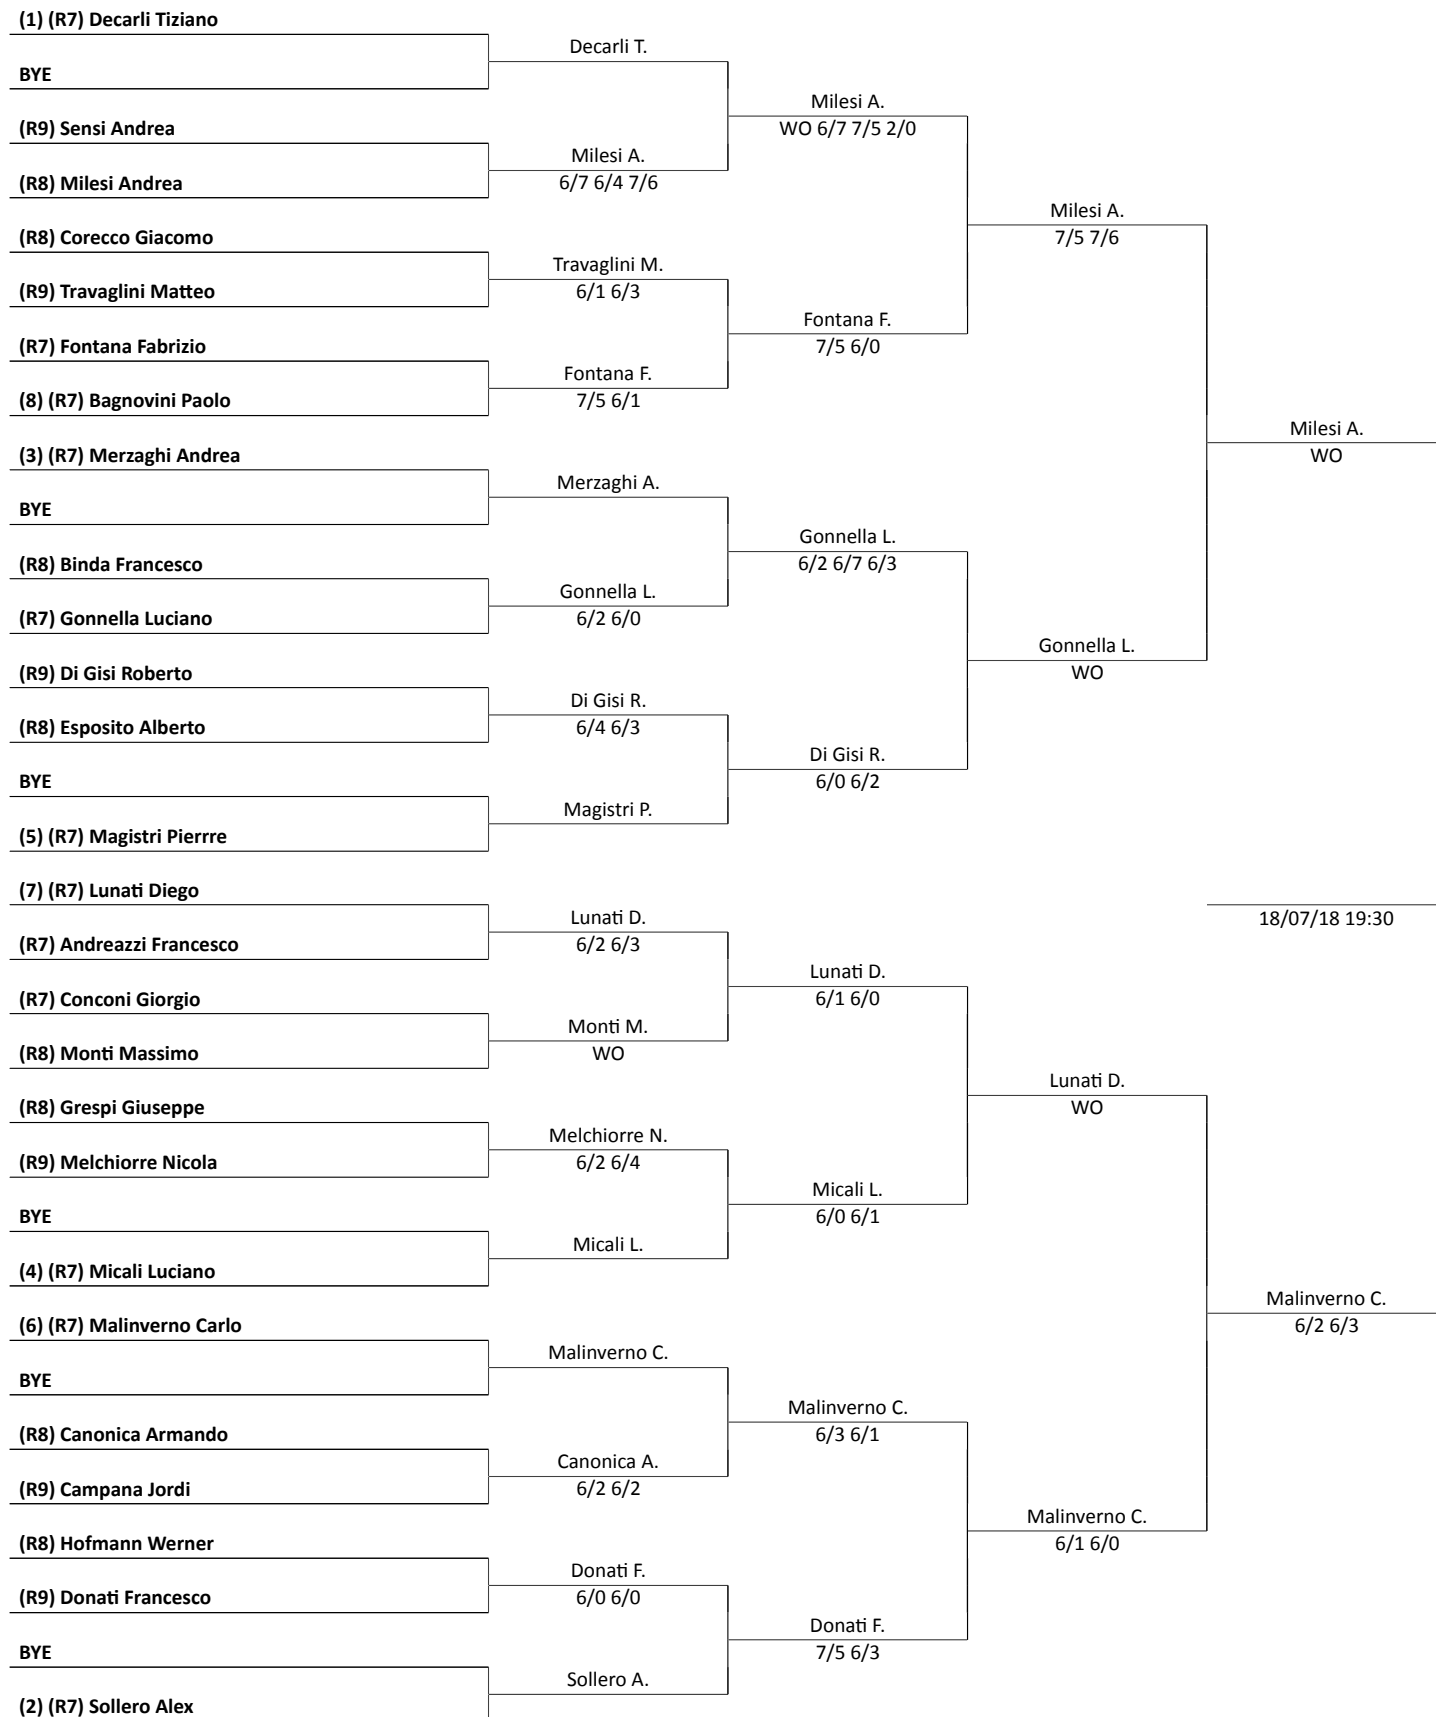 (1) (R7) Decarli Tiziano
BYE
(R9) Sensi Andrea
(R8) Milesi Andrea
(R8) Corecco Giacomo
(R9) Travaglini Matteo
(R7) Fontana Fabrizio
(8) (R7) Bagnovini Paolo
(3) (R7) Merzaghi Andrea
BYE
(R8) Binda Francesco
(R7) Gonnella Luciano
(R9) Di Gisi Roberto
(R8) Esposito Alberto
BYE
(5) (R7) Magistri Pierrre
(7) (R7) Lunati Diego
(R7) Andreazzi Francesco
(R7) Conconi Giorgio
(R8) Monti Massimo
(R8) Grespi Giuseppe
(R9) Melchiorre Nicola
BYE
(4) (R7) Micali Luciano
(6) (R7) Malinverno Carlo
BYE
(R8) Canonica Armando
(R9) Campana Jordi
(R8) Hofmann Werner
(R9) Donati Francesco
BYE
(2) (R7) Sollero Alex
Decarli T.
Milesi A.
6/7 6/4 7/6
Travaglini M.
6/1 6/3
Fontana F.
7/5 6/1
Merzaghi A.
Gonnella L.
6/2 6/0
Di Gisi R.
6/4 6/3
Magistri P.
Lunati D.
6/2 6/3
Monti M.
WO
Melchiorre N.
6/2 6/4
Micali L.
Malinverno C.
Canonica A.
6/2 6/2
Donati F.
6/0 6/0
Sollero A.
Milesi A.
WO 6/7 7/5 2/0
Fontana F.
7/5 6/0
Gonnella L.
6/2 6/7 6/3
Di Gisi R.
6/0 6/2
Lunati D.
6/1 6/0
Micali L.
6/0 6/1
Malinverno C.
6/3 6/1
Donati F.
7/5 6/3
Milesi A.
7/5 7/6
Gonnella L.
WO
Lunati D.
WO
Malinverno C.
6/1 6/0
Milesi A.
WO
18/07/18 19:30
Malinverno C.
6/2 6/3